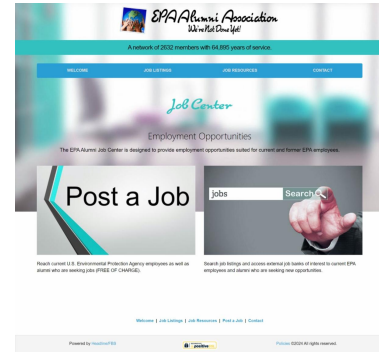 EPA Alumni Association
We're Not Done Yet!
A network of 2632 members with 64,895 years of service.
WELCOME JOB LISTINGS JOB RESOURCES CONTACT
Job Center
Employment Opportunities
The EPA Alumni Job Center is designed to provide employment opportunities suited for current and former EPA employees.
Post a Job
jobs Search
Reach current U.S. Environmental Protection Agency employees as well as
alumni who are seeking jobs (FREE OF CHARGE).
Search job listings and access external job banks of interest to current EPA
employees and alumni who are seeking new opportunities.
Welcome | Job Listings | Job Resources | Post a Job | Contact
Powered by
positive
Policies ©2024 All rights reserved.